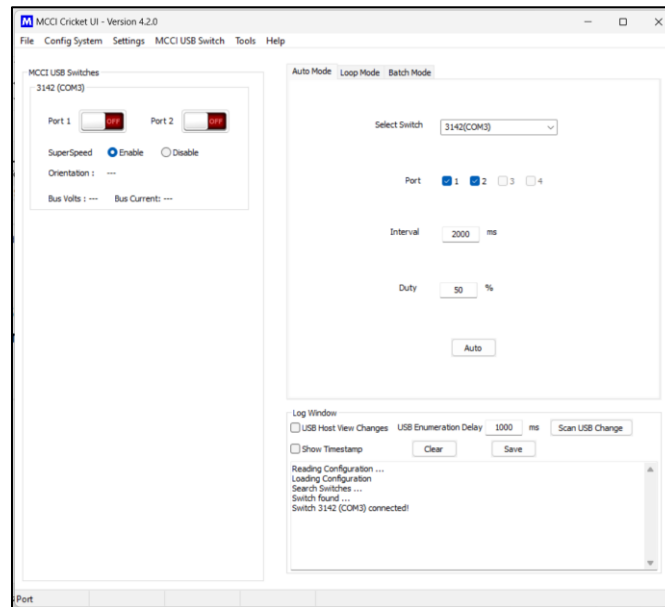 MCCI Cricket UI - Version 4.2.0
File Config System Settings MCCI USB Switch Tools Help
MCCI USB Switches
3142 (COM3)
Port 1 OFF Port 2 OFF
SuperSpeed Enable Disable
Orientation : ---
Bus Volts : --- Bus Current: ---
Auto Mode Loop Mode Batch Mode
Select Switch 3142(COM3)
Port 1 2 3 4
Interval 2000 ms
Duty 50 %
Auto
Log Window
USB Host View Changes USB Enumeration Delay 1000 ms Scan USB Change
Show Timestamp Clear Save
Reading Configuration ...
Loading Configuration
Search Switches ...
Switch found ...
Switch 3142 (COM3) connected!
Port